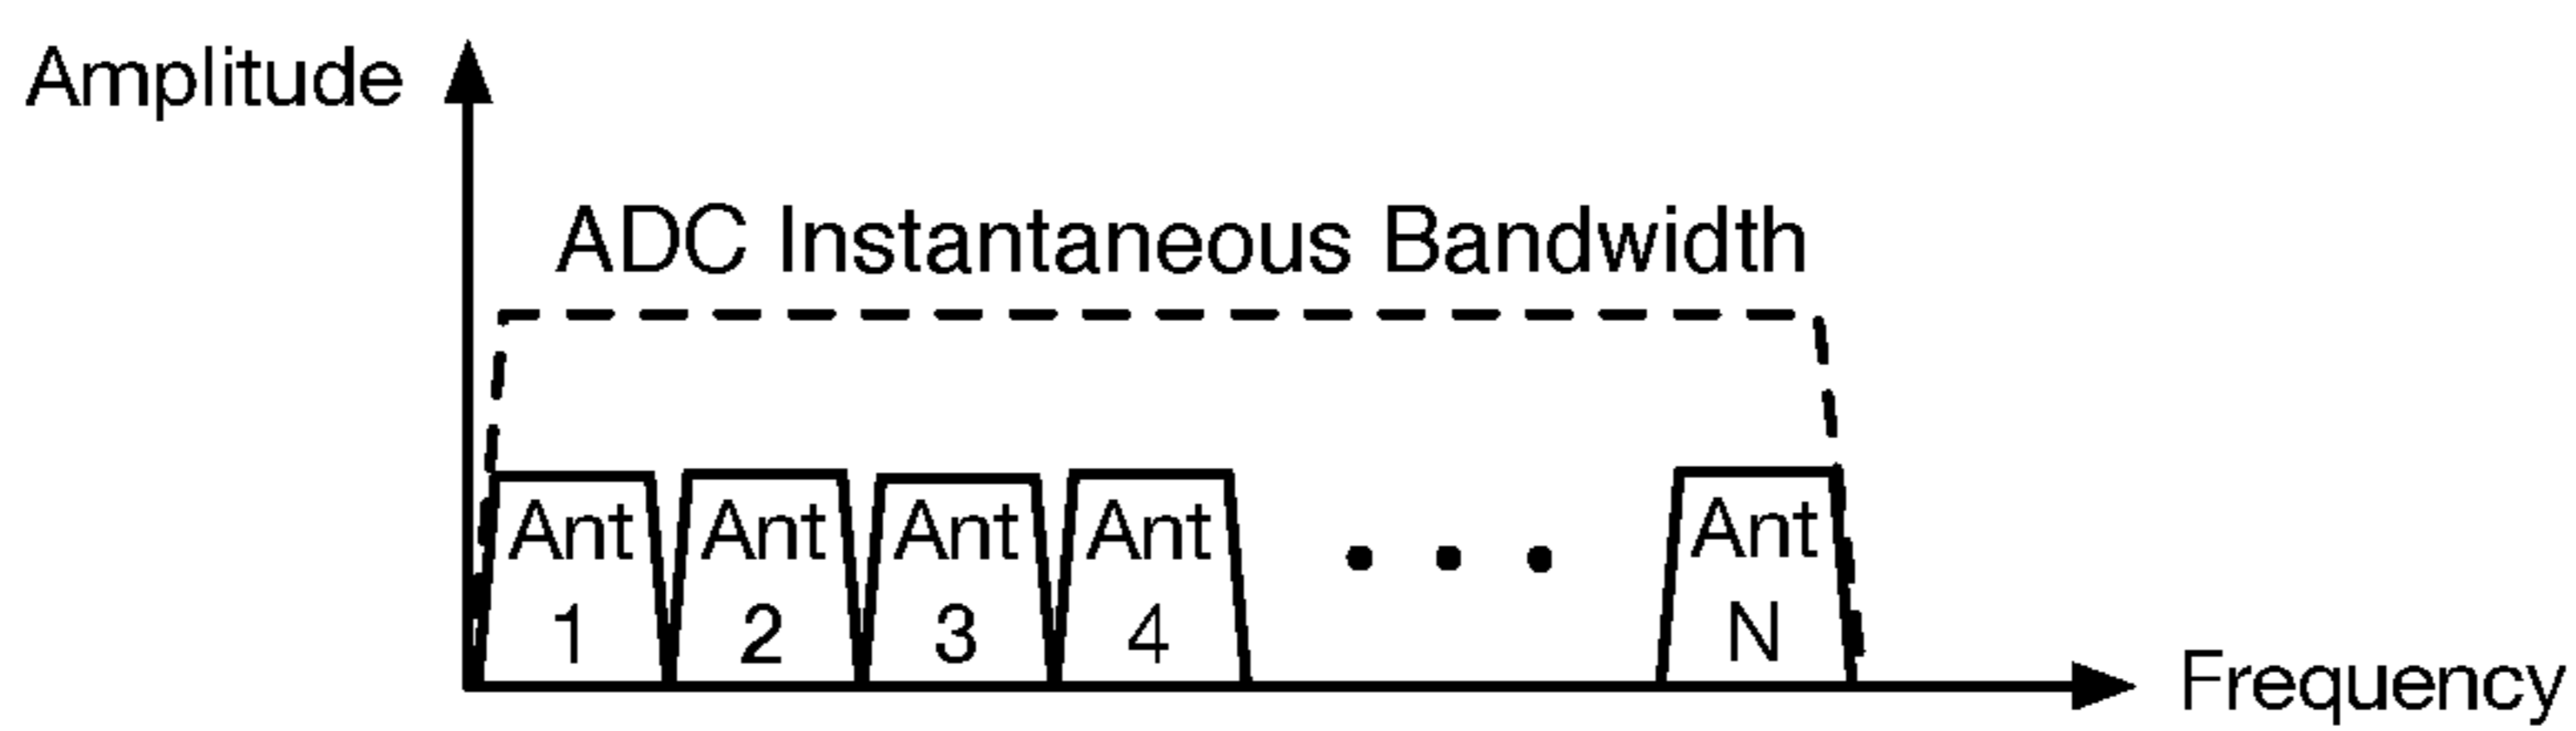 Amplitude
ADC Instantaneous Bandwidth
Ant 1
Ant 2
Ant 3
Ant 4
. . .
Ant N
Frequency